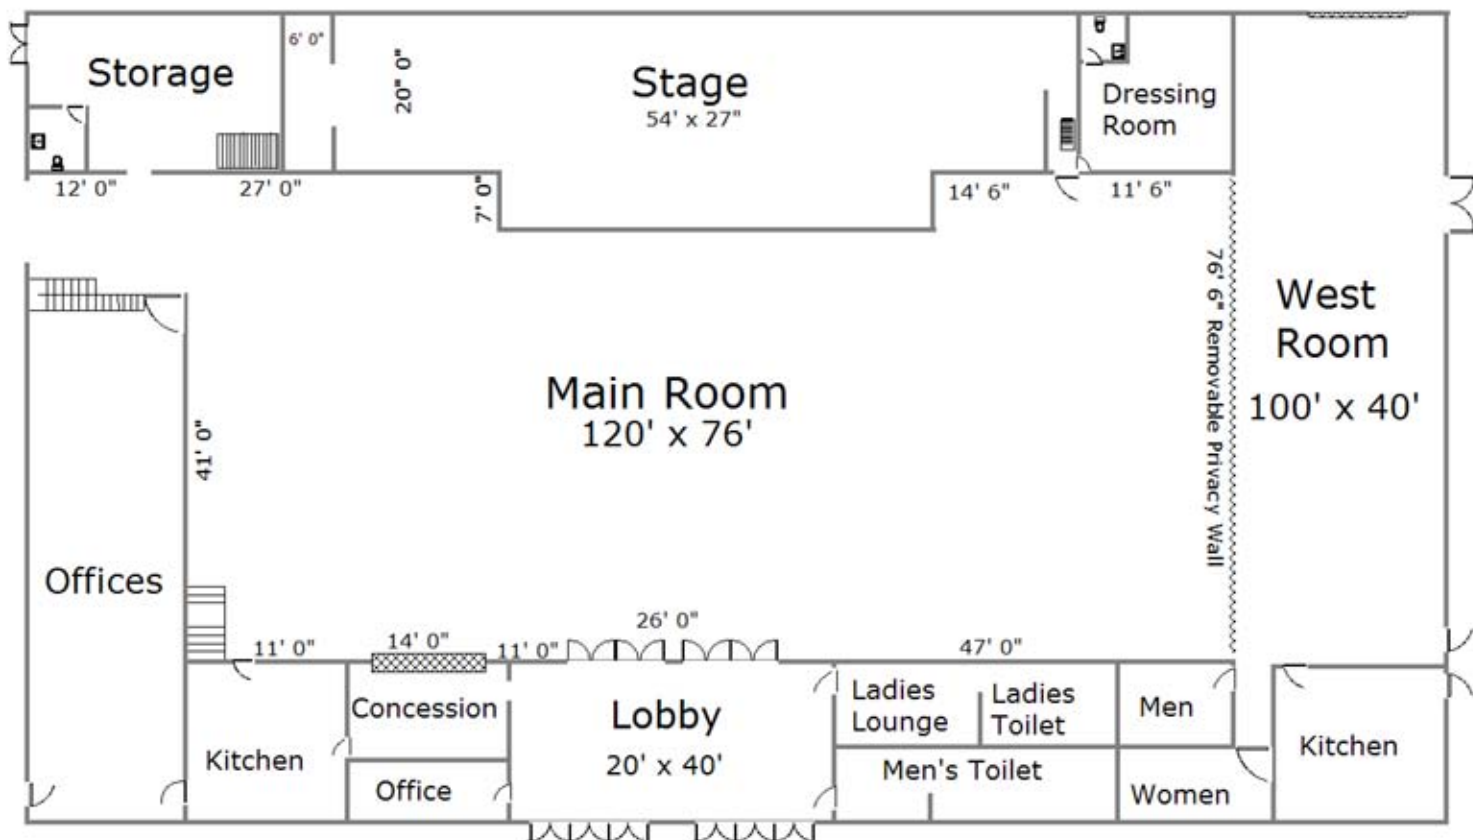 Storage
6' 0"
20" 0"
Stage
54' x 27"
Dressing
Room
12' 0"
27' 0"
7' 0"
14' 6"
11' 6"
76' 6" Removable Privacy Wall
West
Room
100' x 40'
Main Room
120' x 76'
41' 0"
Offices
11' 0"
14' 0"
11' 0"
26' 0"
47' 0"
Kitchen
Concession
Office
Lobby
20' x 40'
Ladies
Lounge
Ladies
Toilet
Men's Toilet
Men
Women
Kitchen